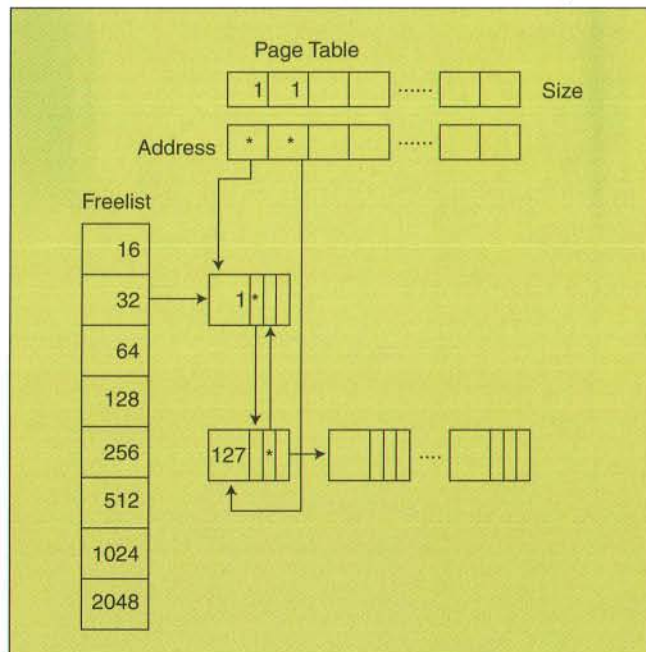 Page Table
1 1 ...... Size
Address * * ......
Freelist
16
32 1 *
64
128
256 127 * ....
512
1024
2048